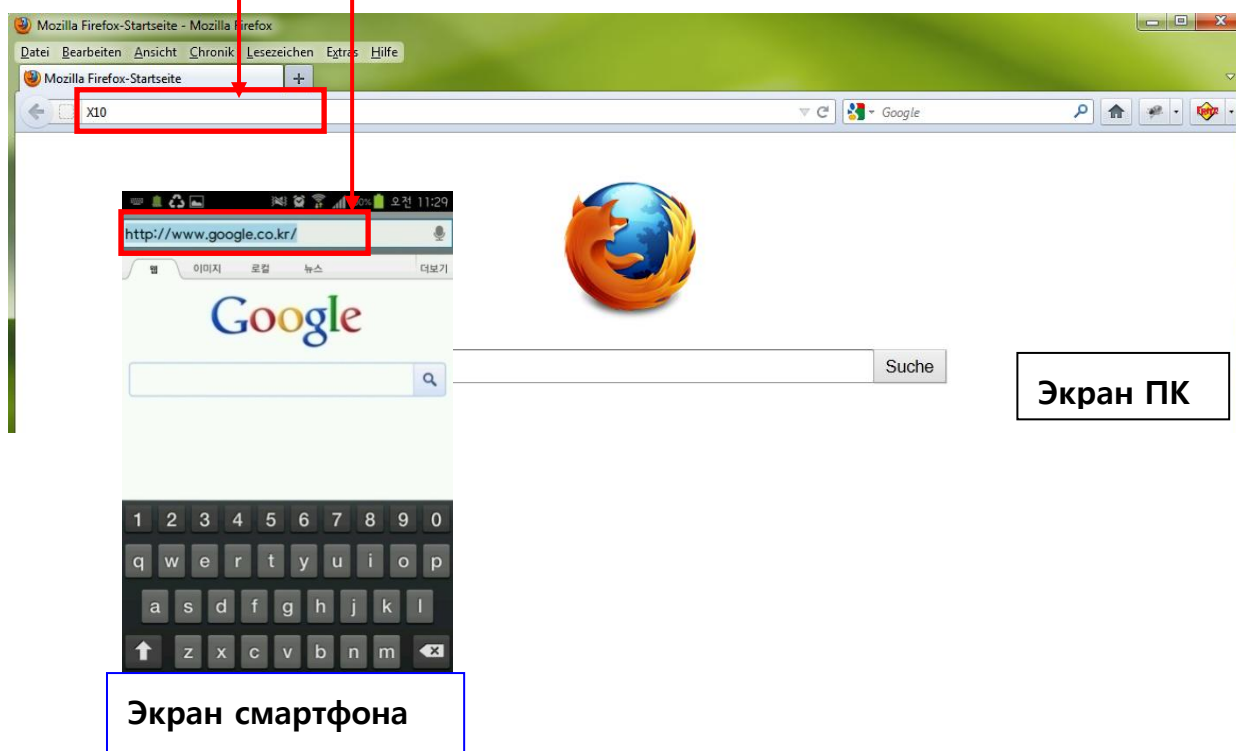 Mozilla Firefox-Startseite - Mozilla Firefox
Datei Bearbeiten Ansicht Chronik Lesezeichen Extras Hilfe
Mozilla Firefox-Startseite +
X10 Google
오전 11:29
http://www.google.co.kr/
웹 이미지 로컬 뉴스 더보기
Google
Suche
Экран ПК
1 2 3 4 5 6 7 8 9 0
q w e r t y u i o p
a s d f g h j k l
z x c v b n m
Экран смартфона